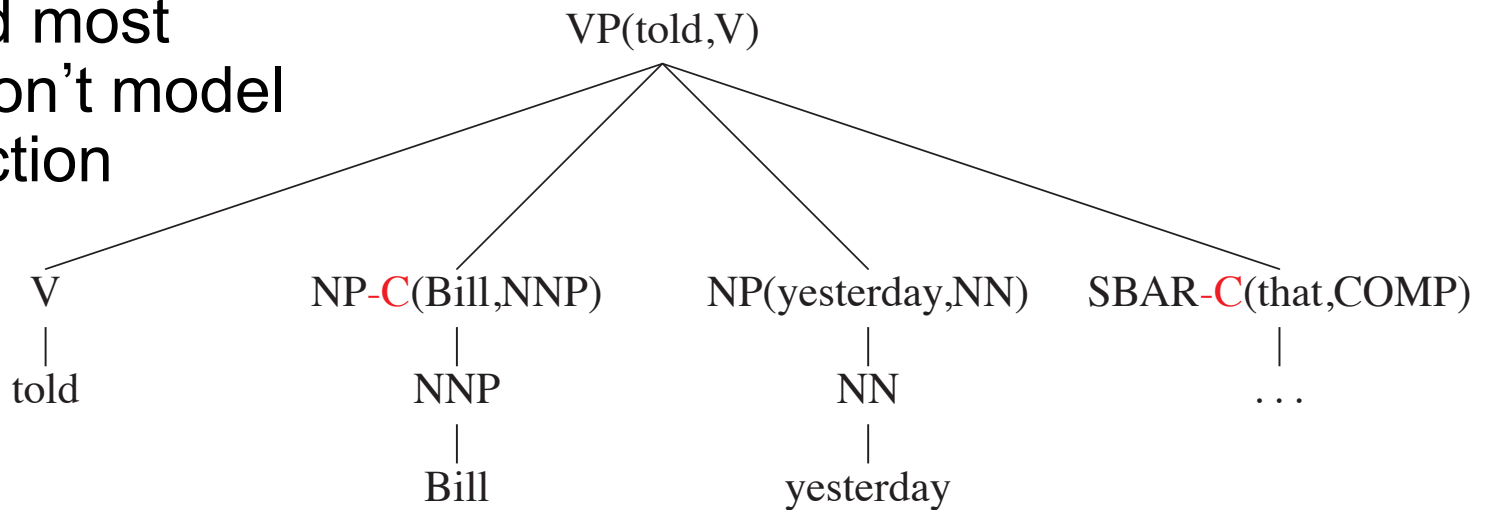 d most
on't model
ction
VP(told,V)
V NP-C(Bill,NNP) NP(yesterday,NN) SBAR-C(that,COMP)
told NNP NN . . .
Bill yesterday